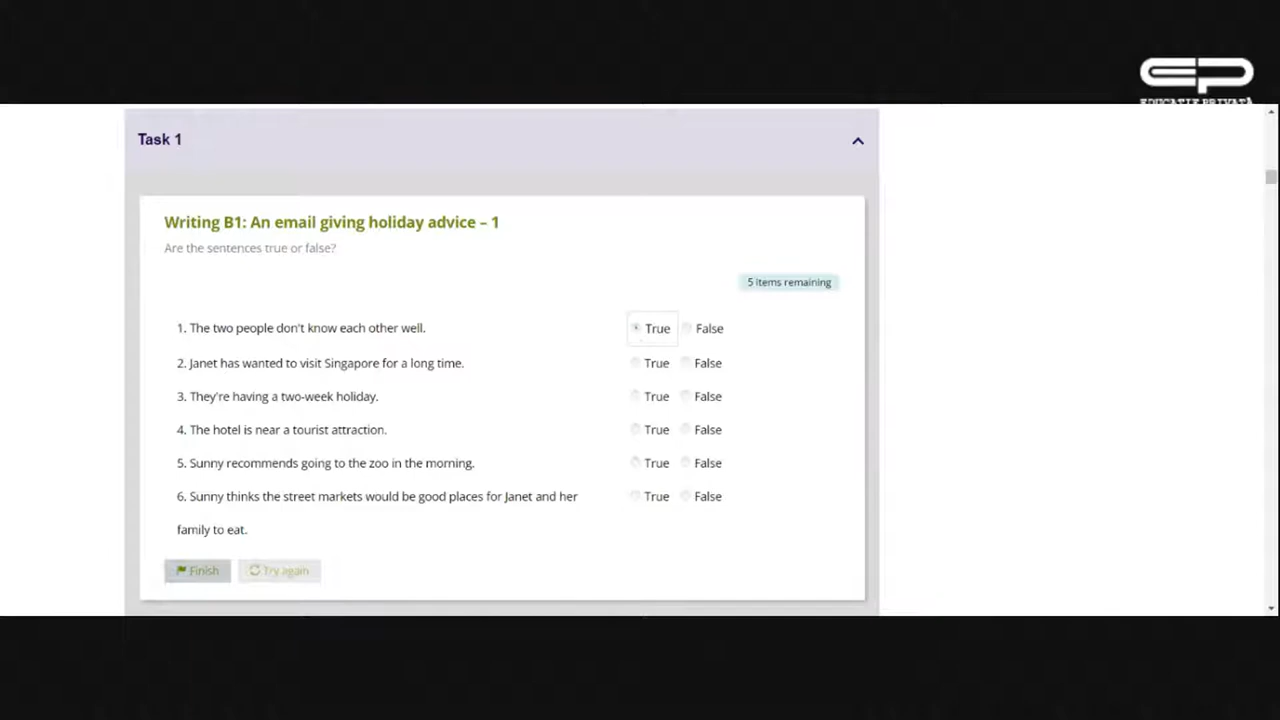 EDUCAȚIE PRIVATĂ
Task 1
Writing B1: An email giving holiday advice – 1
Are the sentences true or false?
5 items remaining
1. The two people don't know each other well. True False
2. Janet has wanted to visit Singapore for a long time. True False
3. They're having a two-week holiday. True False
4. The hotel is near a tourist attraction. True False
5. Sunny recommends going to the zoo in the morning. True False
6. Sunny thinks the street markets would be good places for Janet and her True False
family to eat.
Finish Try again